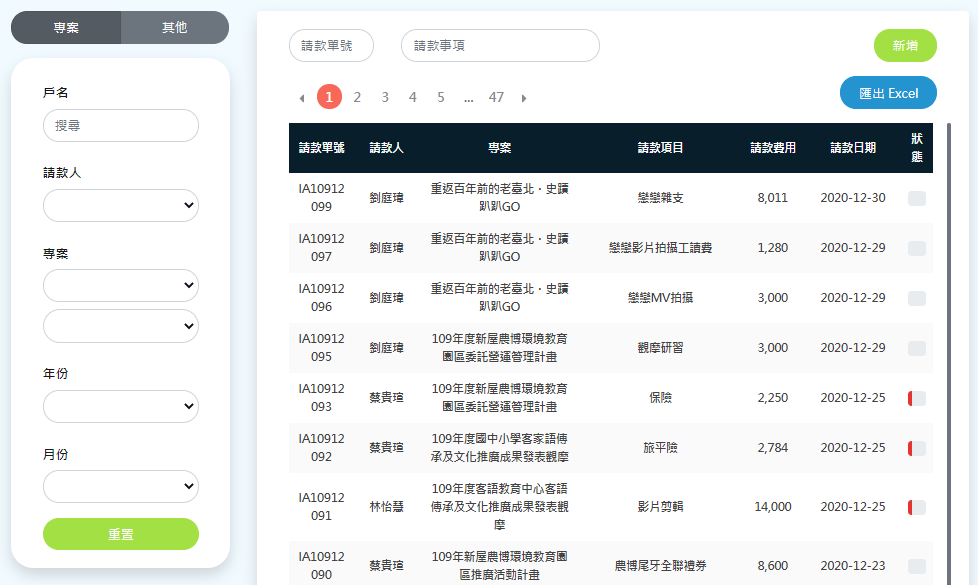 專案 其他
戶名
搜尋
請款人
專案
年份
月份
重置
請款單號 請款事項
新增
1 2 3 4 5 ... 47
匯出 Excel
請款單號 請款人 專案 請款項目 請款費用 請款日期 狀態
IA10912
099
劉庭瑋
重返百年前的老臺北・史蹟
趴趴GO
戀戀雜支 8,011 2020-12-30
IA10912
097
劉庭瑋
重返百年前的老臺北・史蹟
趴趴GO
戀戀影片拍攝工讀費 1,280 2020-12-29
IA10912
096
劉庭瑋
重返百年前的老臺北・史蹟
趴趴GO
戀戀MV拍攝 3,000 2020-12-29
IA10912
095
劉庭瑋
109年度新屋農博環境教育
園區委託營運管理計畫
觀摩研習 3,000 2020-12-29
IA10912
093
蔡貴瑄
109年度新屋農博環境教育
園區委託營運管理計畫
保險 2,250 2020-12-25
IA10912
092
蔡貴瑄
109年度國中小學客家語傳
承及文化推廣成果發表觀摩
旅平險 2,784 2020-12-25
IA10912
091
林怡慧
109年度客語教育中心客語
傳承及文化推廣成果發表觀
摩
影片剪輯 14,000 2020-12-25
IA10912
090
蔡貴瑄
109年新屋農博環境教育園
區推廣活動計畫
農博尾牙全聯禮券 8,600 2020-12-23